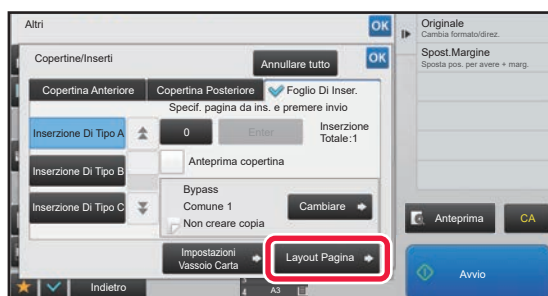 Altri
OK
Copertine/Inserti
Annullare tutto
OK
Copertina Anteriore
Copertina Posteriore
Foglio Di Inser.
Specif. pagina da ins. e premere invio
Inserzione Di Tipo A
0
Enter
Inserzione
Totale:1
Inserzione Di Tipo B
Anteprima copertina
Inserzione Di Tipo C
Bypass
Comune 1
Non creare copia
Cambiare
Impostazioni
Vassoio Carta
Layout Pagina
Indietro
A3
Originale
Cambia formato/direz.
Spost.Margine
Sposta pos. per avere + marg.
Anteprima
CA
Avvio